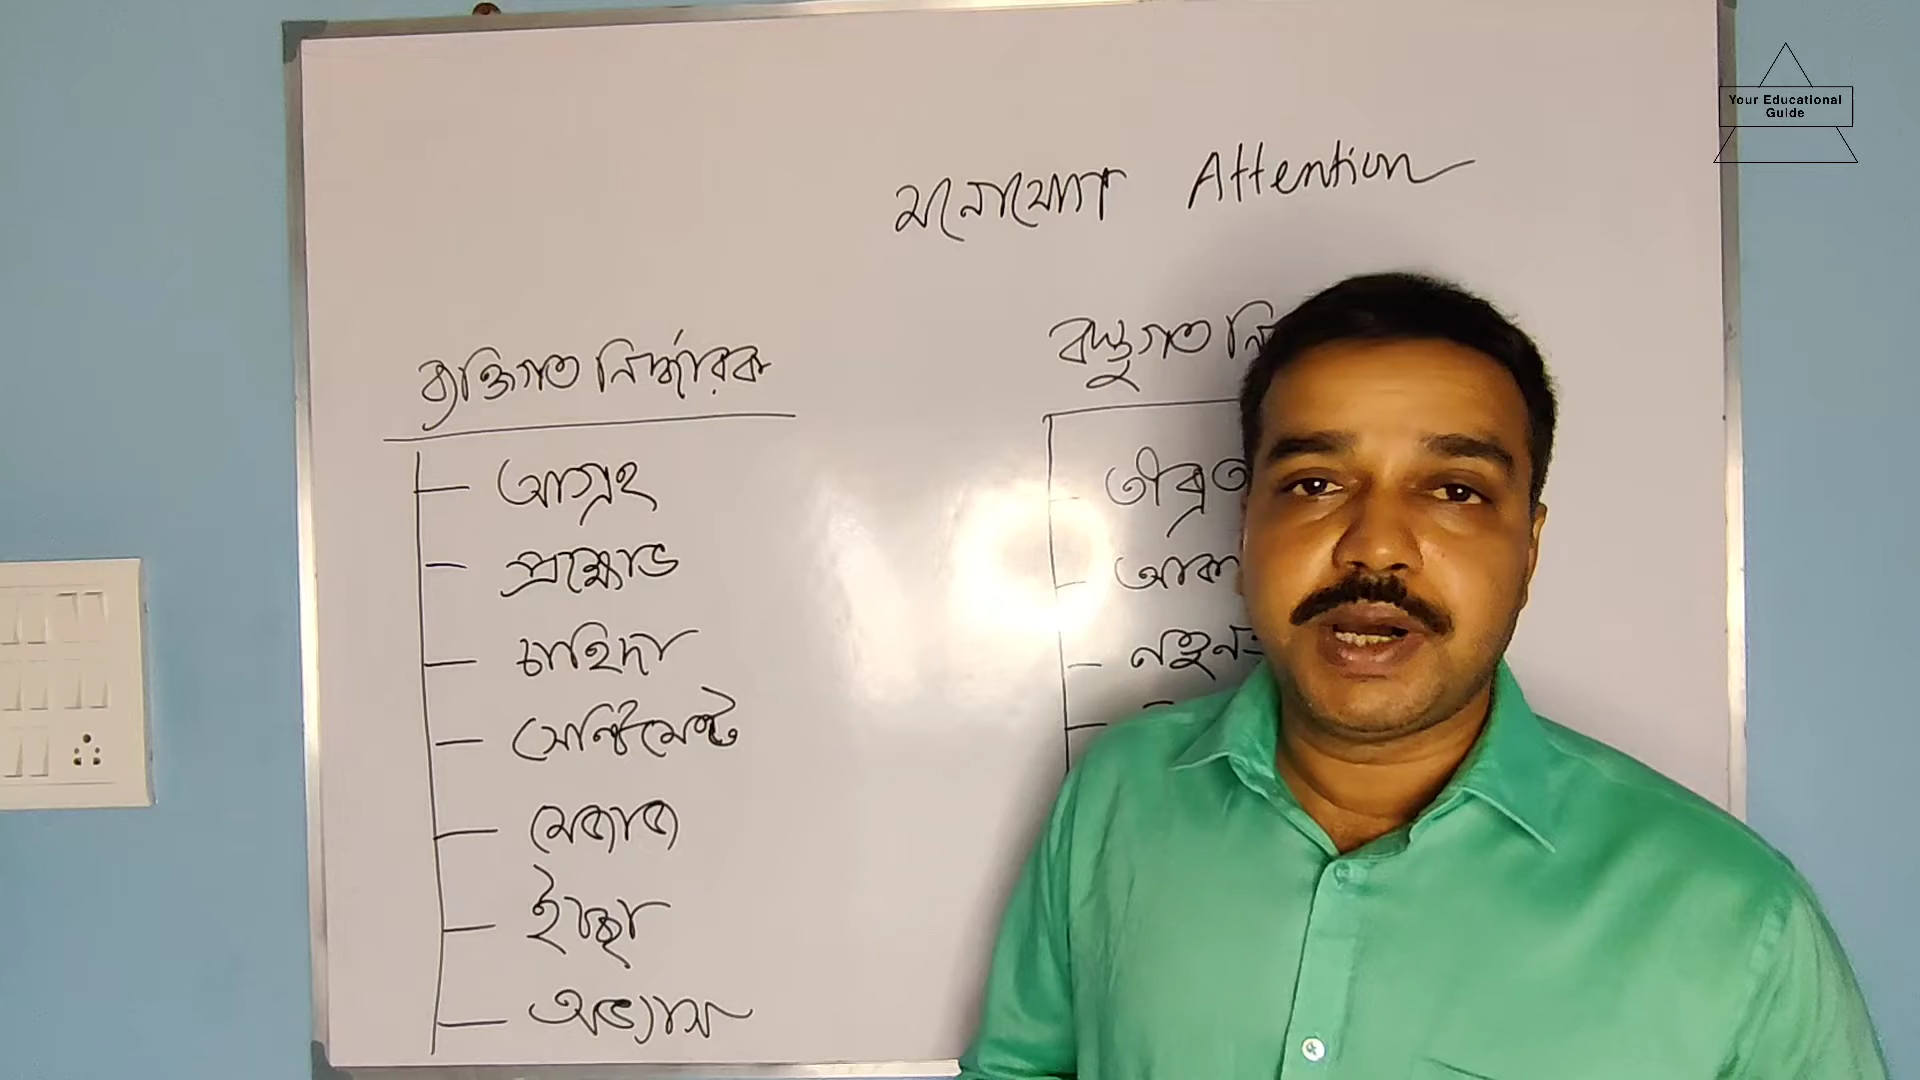 Your Educational
Guide
মনোযোগ Attention
ব্যক্তিগত নির্দ্ধারক
আগ্রহ
প্রক্ষোভ
চাহিদা
সেন্টিমেন্ট
মেজাজ
ইচ্ছা
অভ্যাস
বস্তুগত